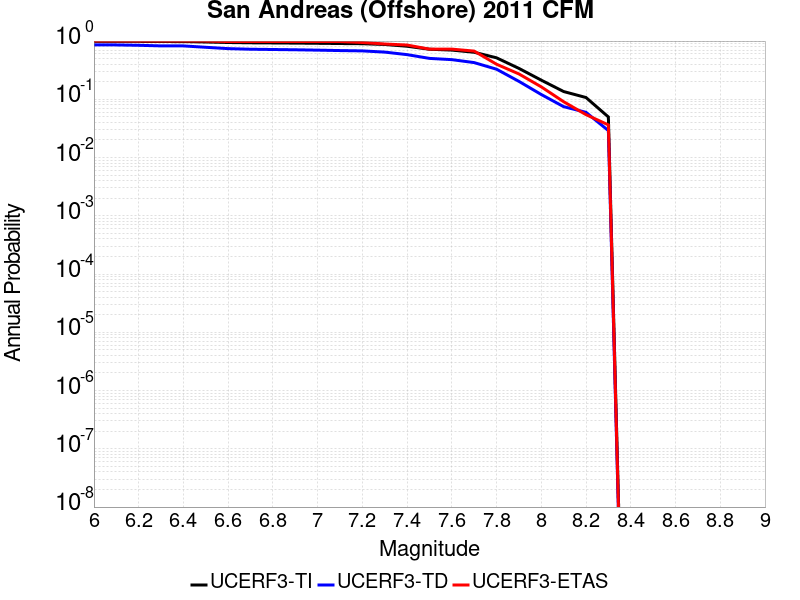 San Andreas (Offshore) 2011 CFM
Annual Probability
10^0
10^-1
10^-2
10^-3
10^-4
10^-5
10^-6
10^-7
10^-8
6 6.2 6.4 6.6 6.8 7 7.2 7.4 7.6 7.8 8 8.2 8.4 8.6 8.8 9
Magnitude
UCERF3-TI UCERF3-TD UCERF3-ETAS